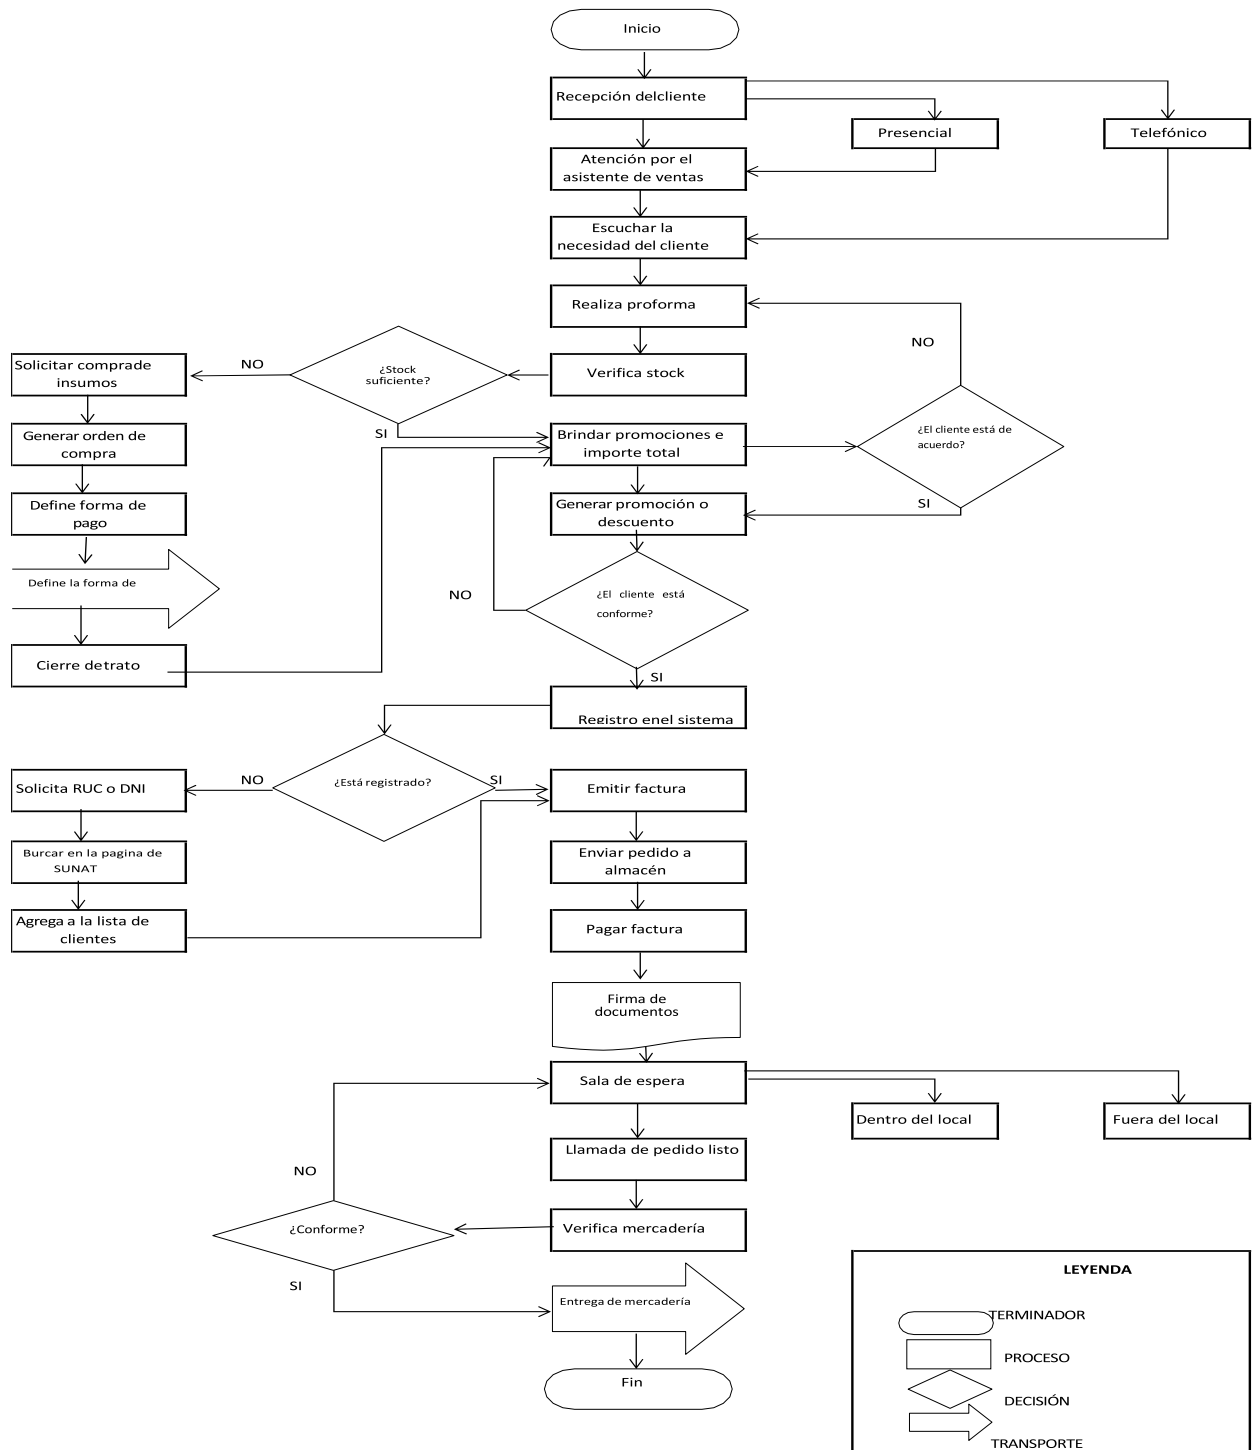 Inicio
Recepción delcliente
Presencial
Telefónico
Atención por el
asistente de ventas
Escuchar la
necesidad del cliente
Realiza proforma
NO
Solicitar comprade
insumos
NO
¿Stock
suficiente?
Verifica stock
SI
Generar orden de
compra
Brindar promociones e
importe total
¿El cliente está de
acuerdo?
Define forma de
pago
Generar promoción o
descuento
SI
Define la forma de
NO
¿El cliente está
conforme?
Cierre detrato
SI
Registro enel sistema
Solicita RUC o DNI
NO
¿Está registrado?
SI
Emitir factura
Burcar en la pagina de
SUNAT
Enviar pedido a
almacén
Agrega a la lista de
clientes
Pagar factura
Firma de
documentos
Sala de espera
Dentro del local
Fuera del local
Llamada de pedido listo
NO
¿Conforme?
Verifica mercadería
SI
Entrega de mercadería
Fin
LEYENDA
TERMINADOR
PROCESO
DECISIÓN
TRANSPORTE